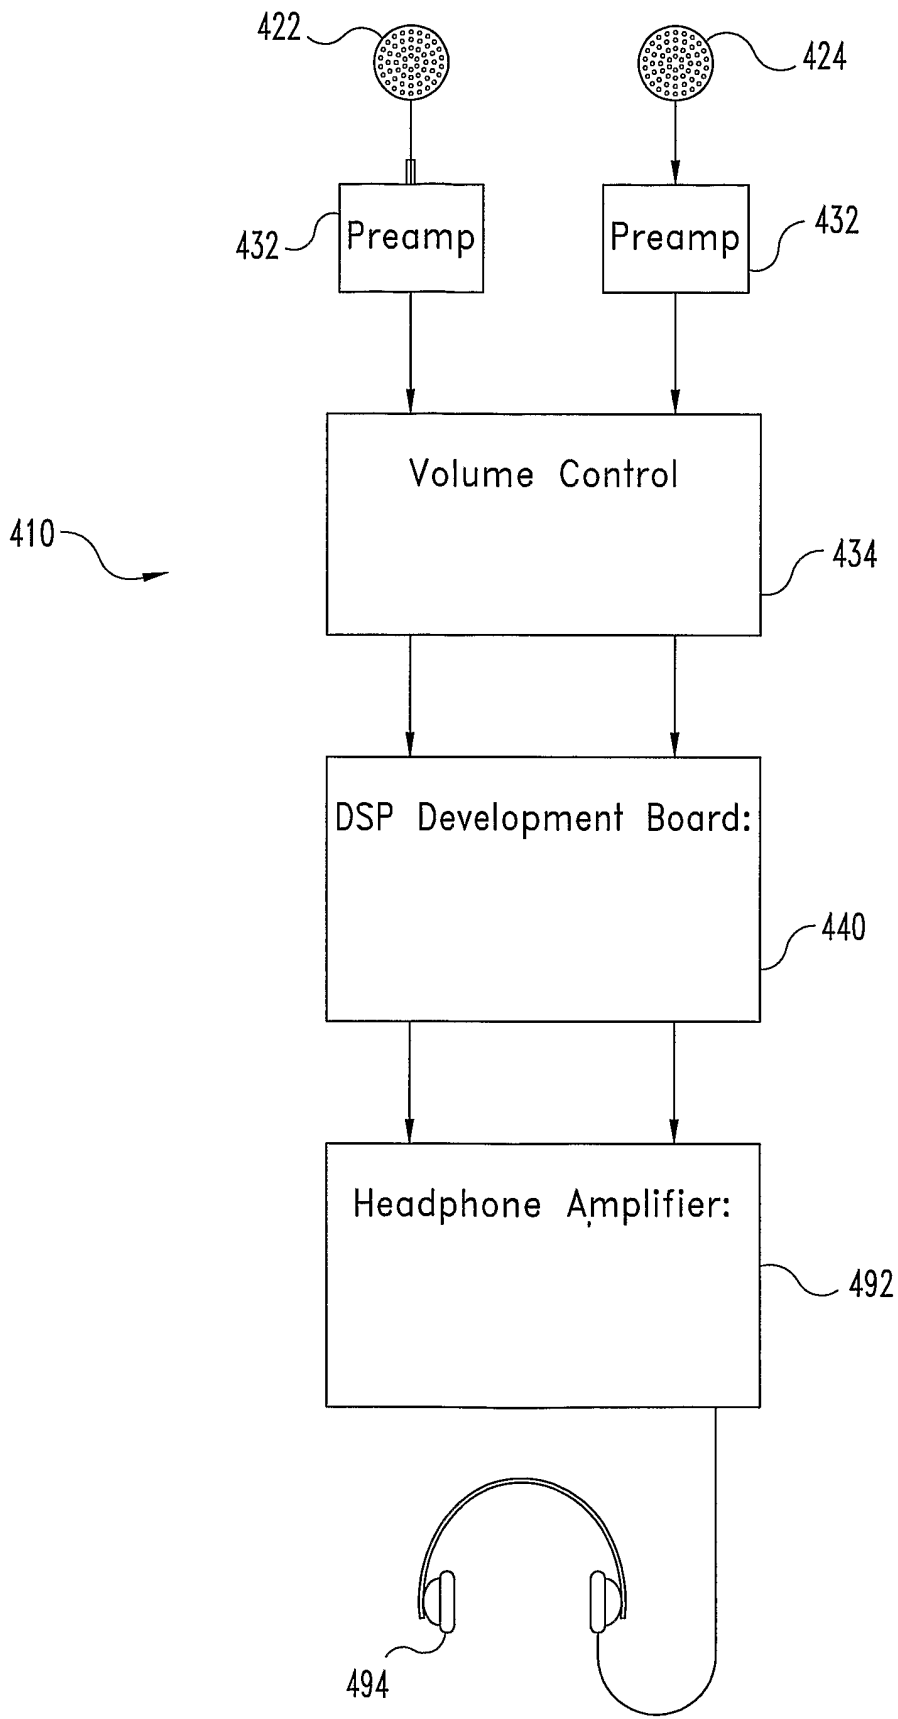 422
424
432
Preamp
Preamp
432
Volume Control
410
434
DSP Development Board:
440
Headphone Amplifier:
492
494